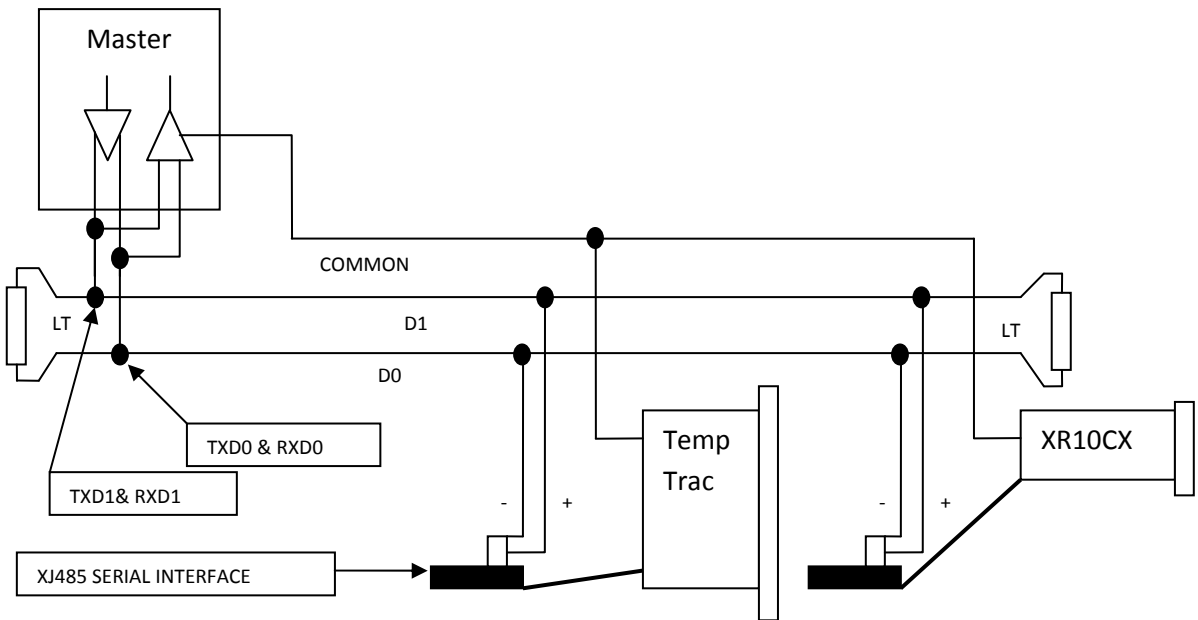 Master
COMMON
LT
D1
LT
D0
TXD0 & RXD0
TXD1& RXD1
Temp
Trac
XR10CX
-
+
-
+
XJ485 SERIAL INTERFACE